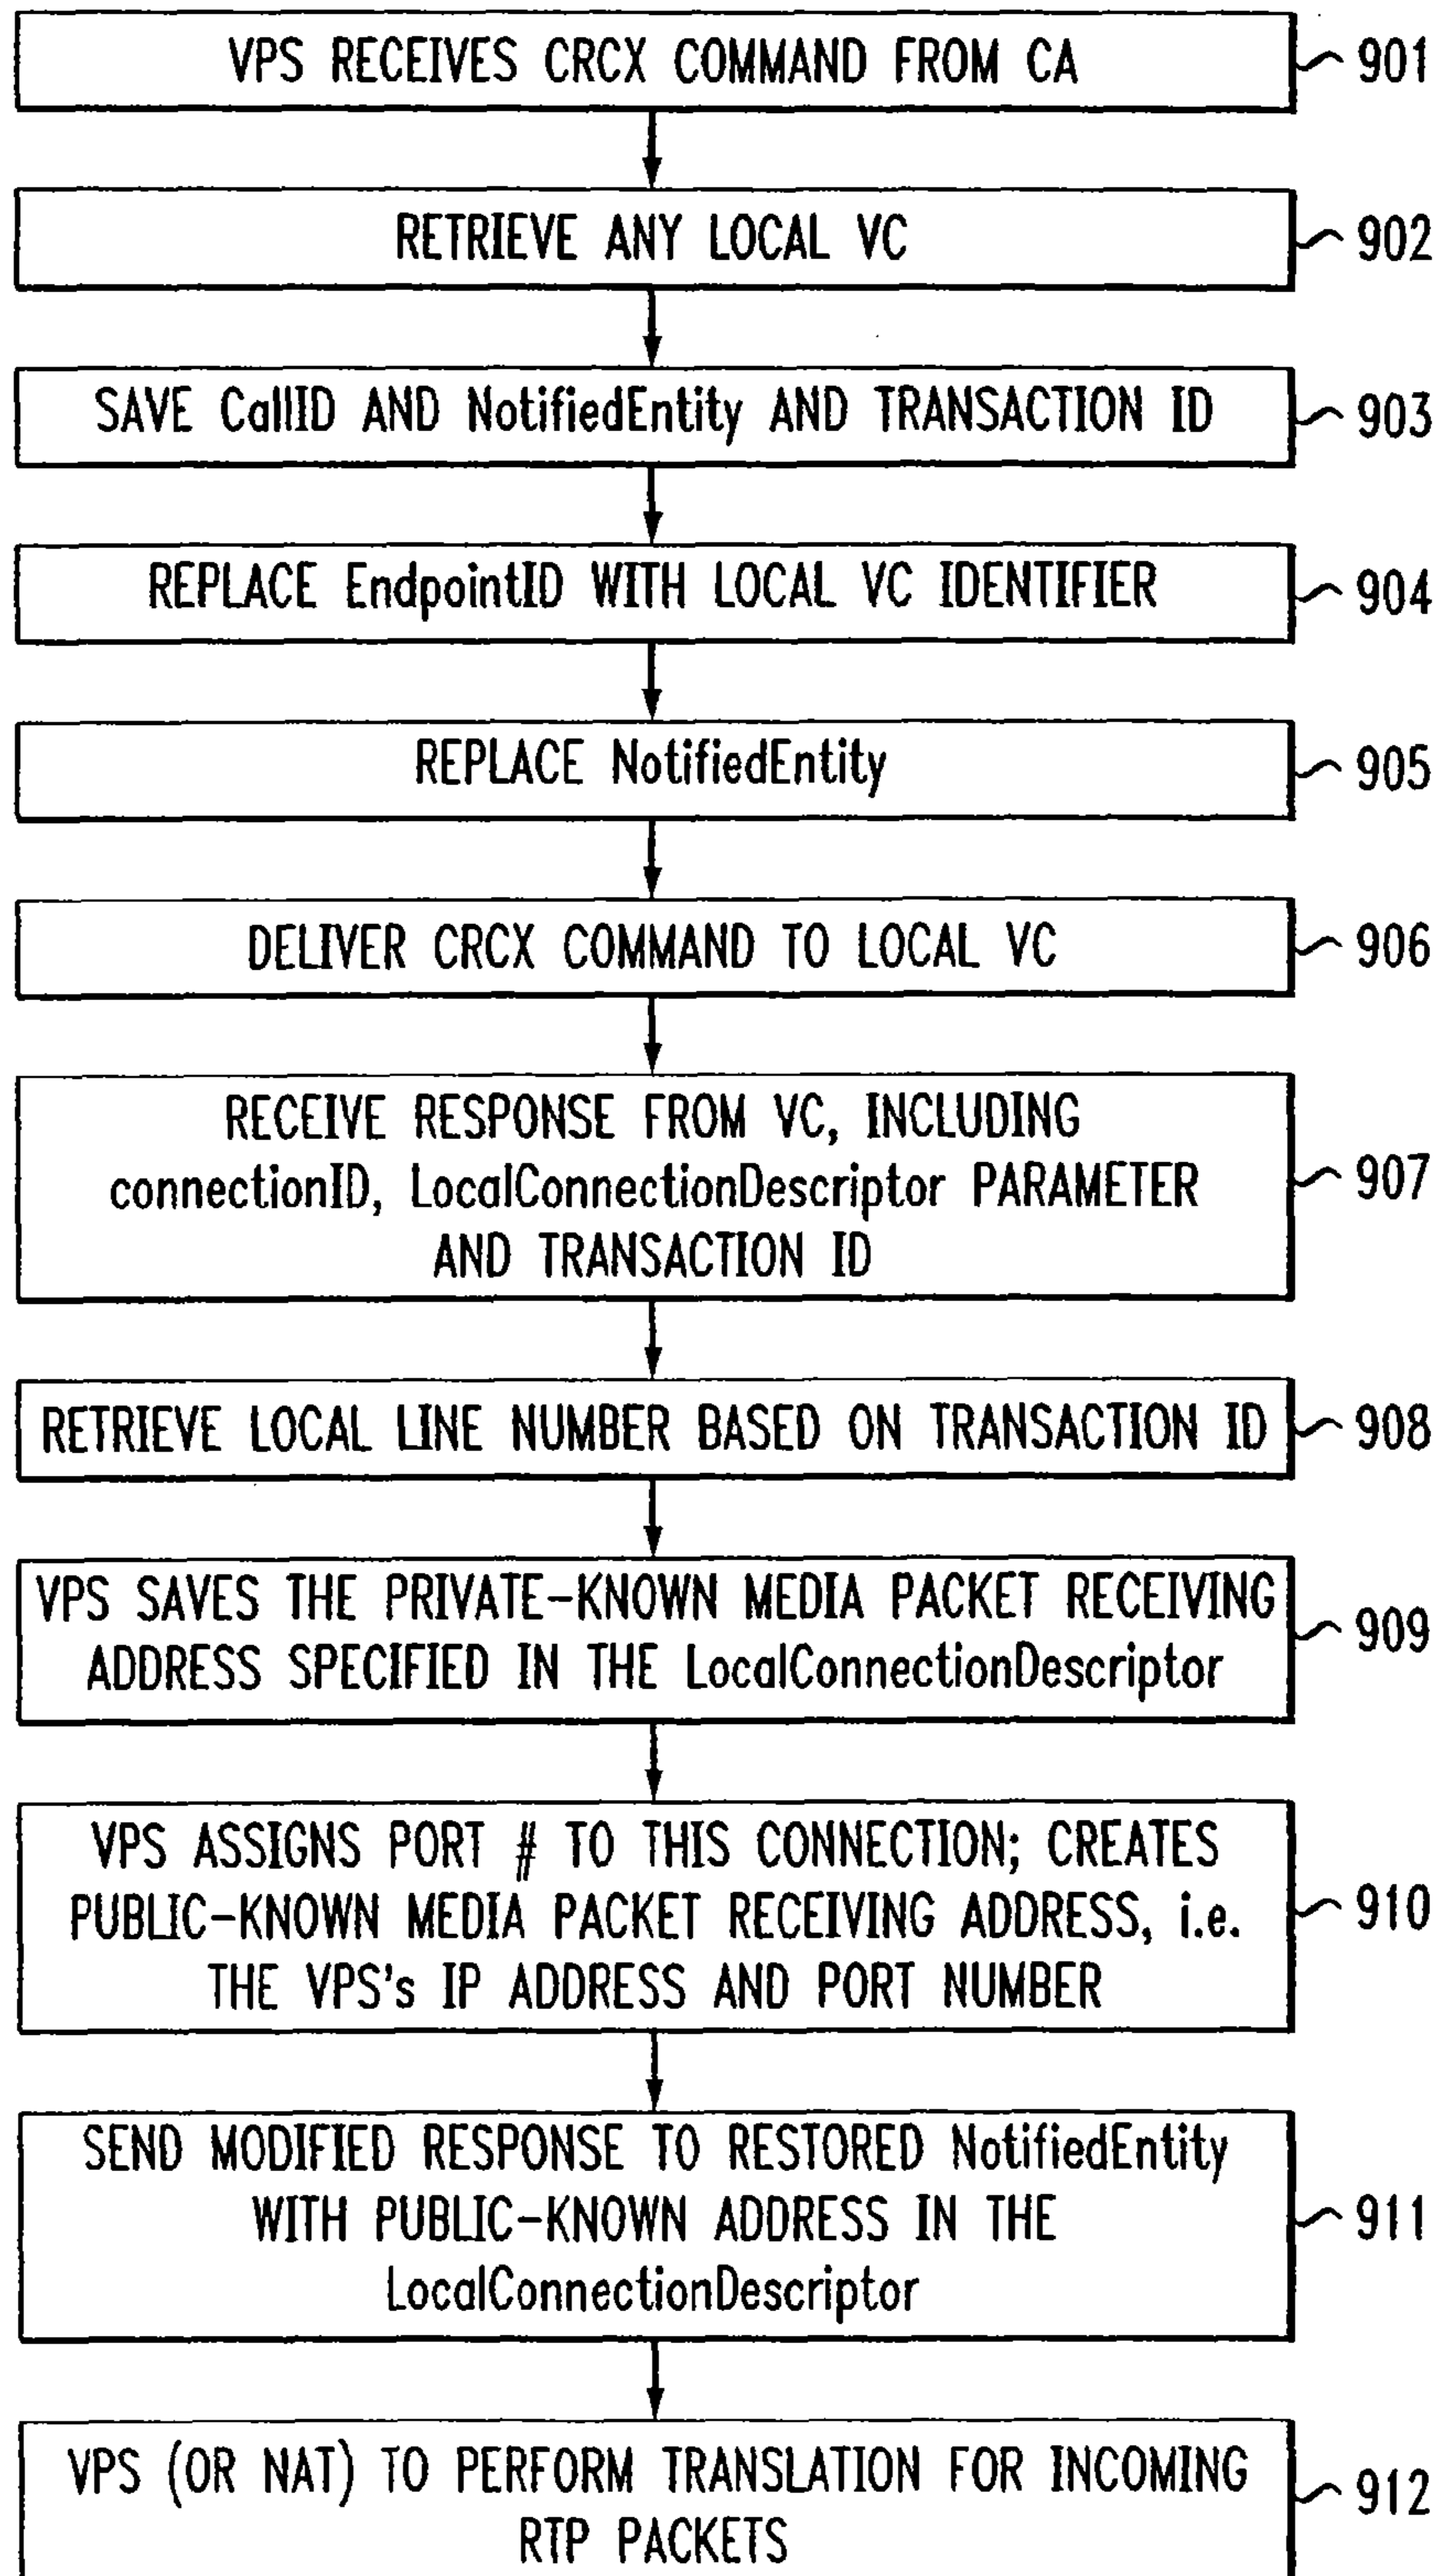 VPS RECEIVES CRCX COMMAND FROM CA
901
RETRIEVE ANY LOCAL VC
902
SAVE CallID AND NotifiedEntity AND TRANSACTION ID
903
REPLACE EndpointID WITH LOCAL VC IDENTIFIER
904
REPLACE NotifiedEntity
905
DELIVER CRCX COMMAND TO LOCAL VC
906
RECEIVE RESPONSE FROM VC, INCLUDING
connectionID, LocalConnectionDescriptor PARAMETER
AND TRANSACTION ID
907
RETRIEVE LOCAL LINE NUMBER BASED ON TRANSACTION ID
908
VPS SAVES THE PRIVATE-KNOWN MEDIA PACKET RECEIVING
ADDRESS SPECIFIED IN THE LocalConnectionDescriptor
909
VPS ASSIGNS PORT # TO THIS CONNECTION; CREATES
PUBLIC-KNOWN MEDIA PACKET RECEIVING ADDRESS, i.e.
THE VPS's IP ADDRESS AND PORT NUMBER
910
SEND MODIFIED RESPONSE TO RESTORED NotifiedEntity
WITH PUBLIC-KNOWN ADDRESS IN THE
LocalConnectionDescriptor
911
VPS (OR NAT) TO PERFORM TRANSLATION FOR INCOMING
RTP PACKETS
912